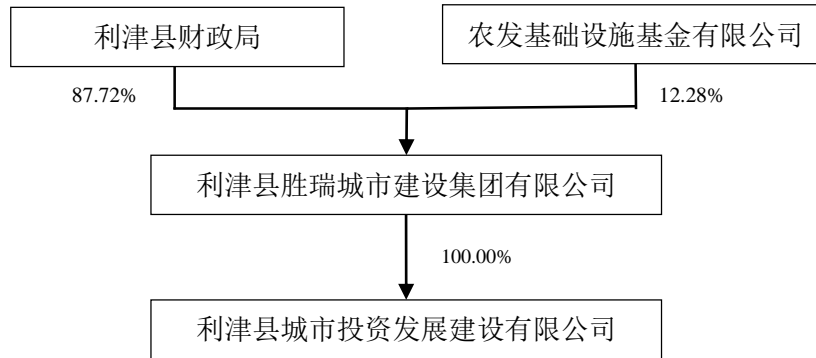 利津县财政局
农发基础设施基金有限公司
87.72%
12.28%
利津县胜瑞城市建设集团有限公司
100.00%
利津县城市投资发展建设有限公司